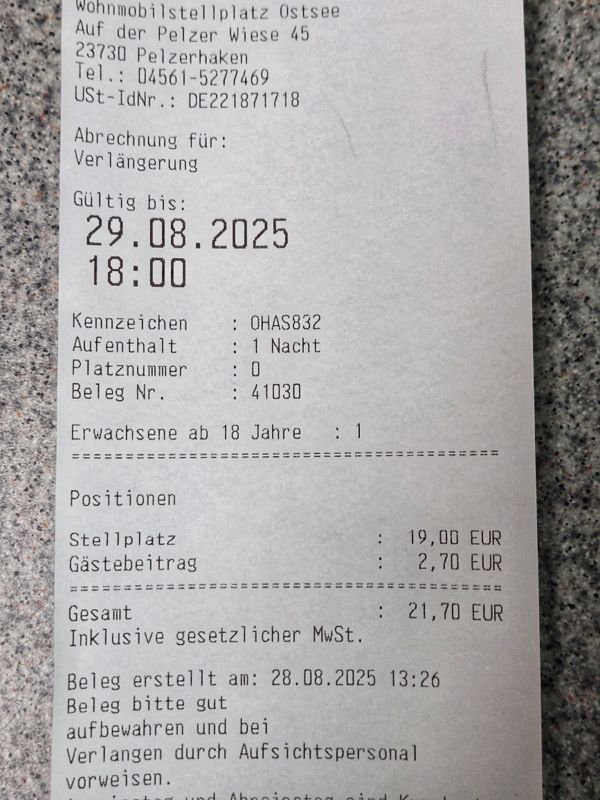 Wohnmobilstellplatz Ostsee
Auf der Pelzer Wiese 45
23730 Pelzerhaken
Tel.: 04561-5277469
USt-IdNr.: DE221871718
Abrechnung für:
Verlängerung
Gültig bis:
29.08.2025
18:00
Kennzeichen : OHAS832
Aufenthalt : 1 Nacht
Platznummer : 0
Beleg Nr. : 41030
Erwachsene ab 18 Jahre : 1
========================================
Positionen
Stellplatz : 19,00 EUR
Gästebeitrag : 2,70 EUR
========================================
Gesamt : 21,70 EUR
Inklusive gesetzlicher MwSt.
Beleg erstellt am: 28.08.2025 13:26
Beleg bitte gut
aufbewahren und bei
Verlangen durch Aufsichtspersonal
vorweisen.
und Abreisetag sind